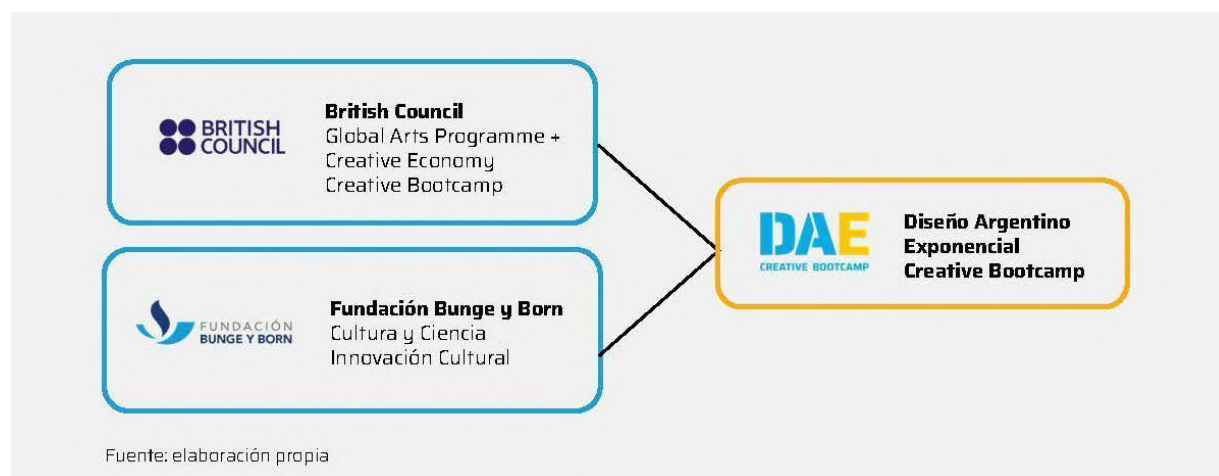 BRITISH
COUNCIL
British Council
Global Arts Programme +
Creative Economy
Creative Bootcamp
FUNDACIÓN
BUNGE Y BORN
Fundación Bunge y Born
Cultura y Ciencia
Innovación Cultural
DAE
CREATIVE BOOTCAMP
Diseño Argentino
Exponencial
Creative Bootcamp
Fuente: elaboración propia